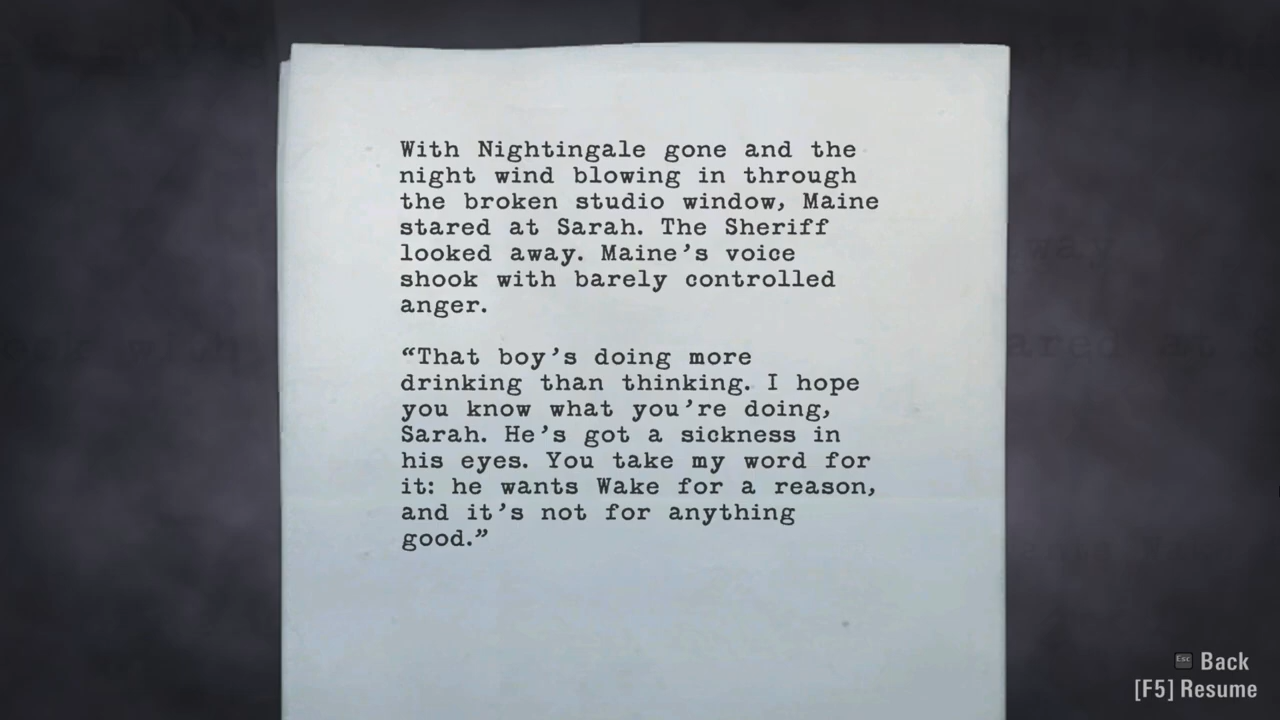 With Nightingale gone and the
night wind blowing in through
the broken studio window, Maine
stared at Sarah. The Sheriff
looked away. Maine’s voice
shook with barely controlled
anger.
“That boy’s doing more
drinking than thinking. I hope
you know what you’re doing,
Sarah. He’s got a sickness in
his eyes. You take my word for
it: he wants Wake for a reason,
and it’s not for anything
good.”
Esc Back
[F5] Resume